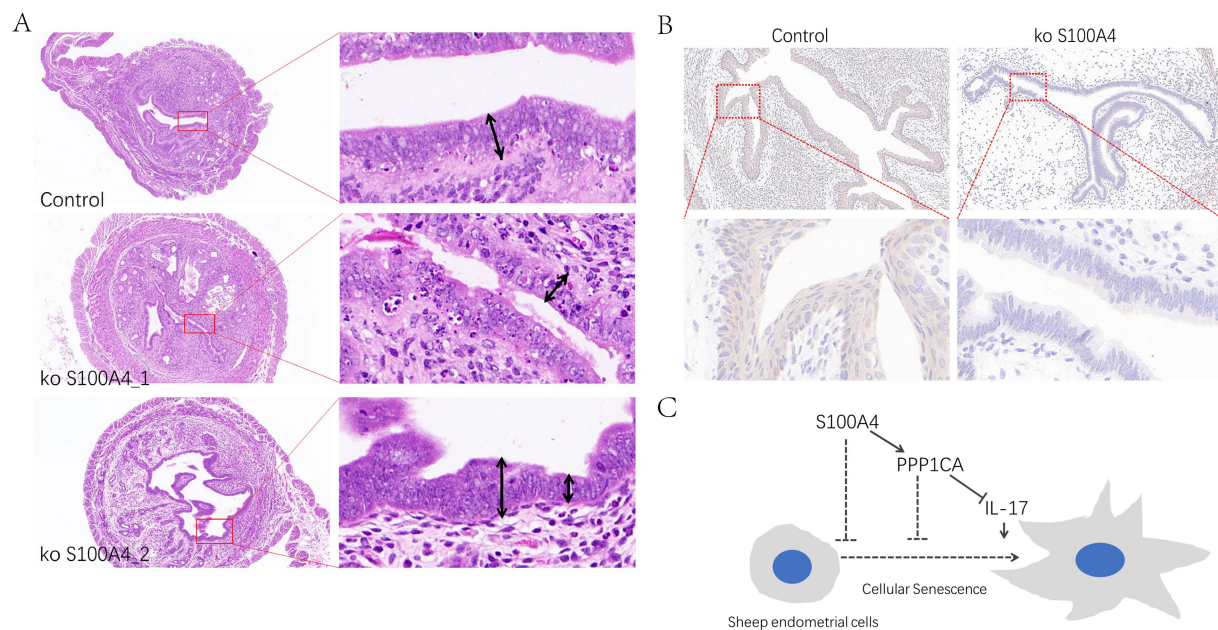 A
Control
ko S100A4_1
ko S100A4_2
B
Control
ko S100A4
C
S100A4
PPP1CA
IL-17
Cellular Senescence
Sheep endometrial cells